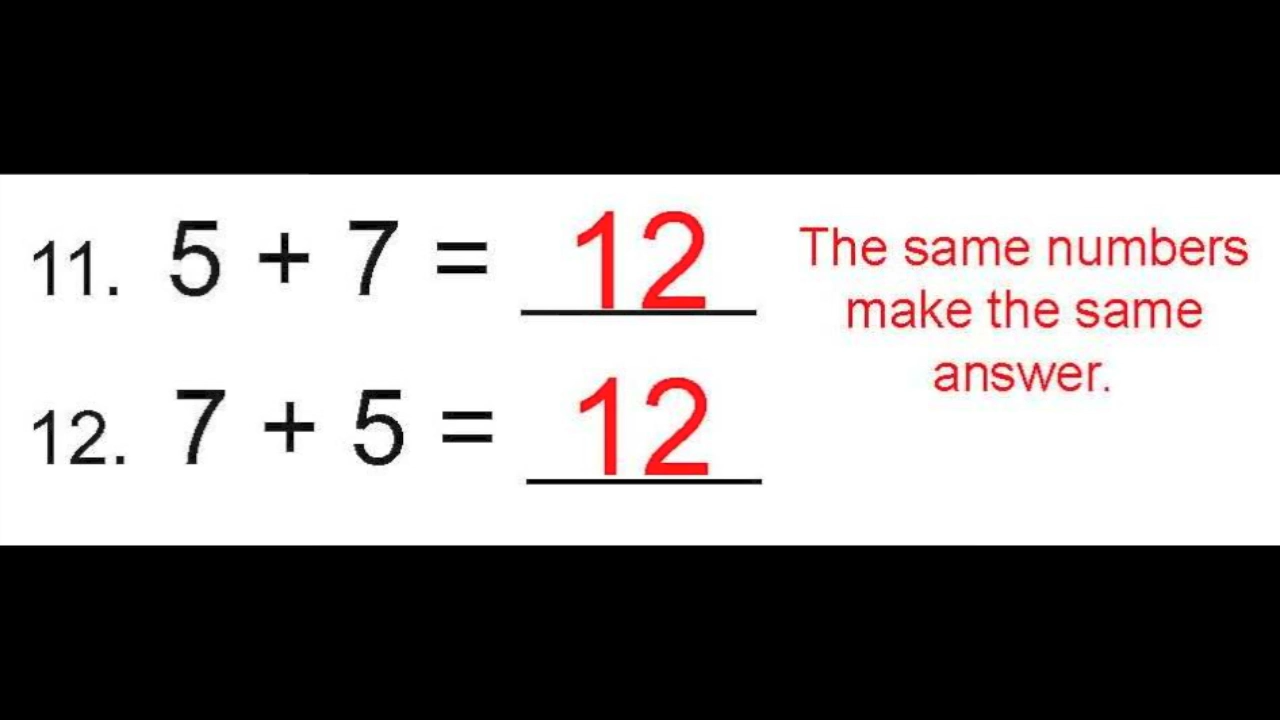 11. 5 + 7 = 12
12. 7 + 5 = 12
The same numbers
make the same
answer.